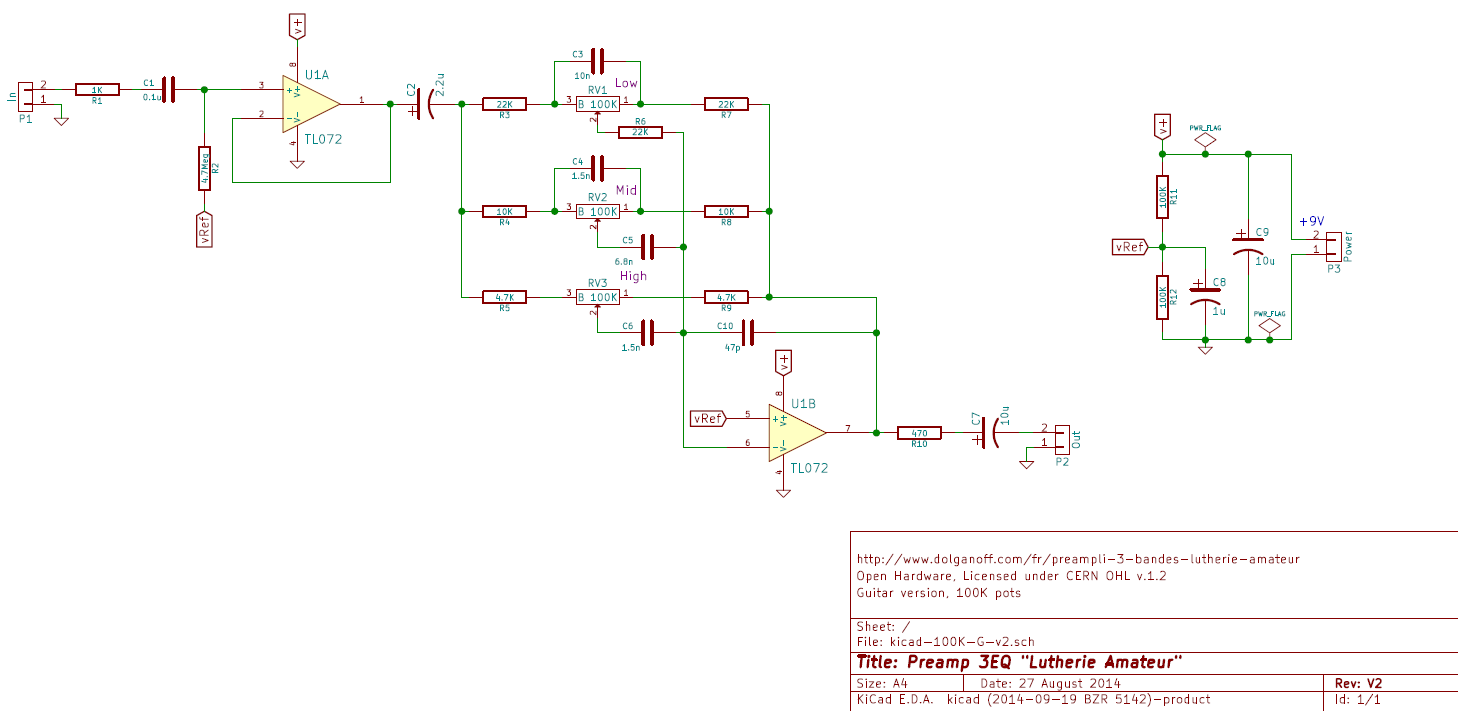 v+
8
U1A
3
1
2
4
TL072
In
2
1
P1
1K
R1
C1
0.1u
4.7Meg
R2
vRef
C2
2.2u
C3
10n
Low
RV1
22K
R3
3
B 100K
1
2
22K
R7
R6
22K
C4
1.5n
Mid
RV2
10K
R4
3
B 100K
1
2
10K
R8
C5
6.8n
High
RV3
4.7K
R5
3
B 100K
1
2
4.7K
R9
C6
1.5n
C10
47p
v+
8
U1B
vRef
5
6
7
4
TL072
470
R10
C7
10u
2
1
Out
P2
v+
PWR_FLAG
100K
R11
vRef
100K
R12
C8
1u
C9
10u
PWR_FLAG
+9V
2
1
Power
P3
http://www.dolganoff.com/fr/preampli-3-bandes-lutherie-amateur
Open Hardware, Licensed under CERN OHL v.1.2
Guitar version, 100K pots
Sheet: /
File: kicad-100K-G-v2.sch
Title: Preamp 3EQ "Lutherie Amateur"
Size: A4 Date: 27 August 2014 Rev: V2
KiCad E.D.A. kicad (2014-09-19 BZR 5142)-product Id: 1/1